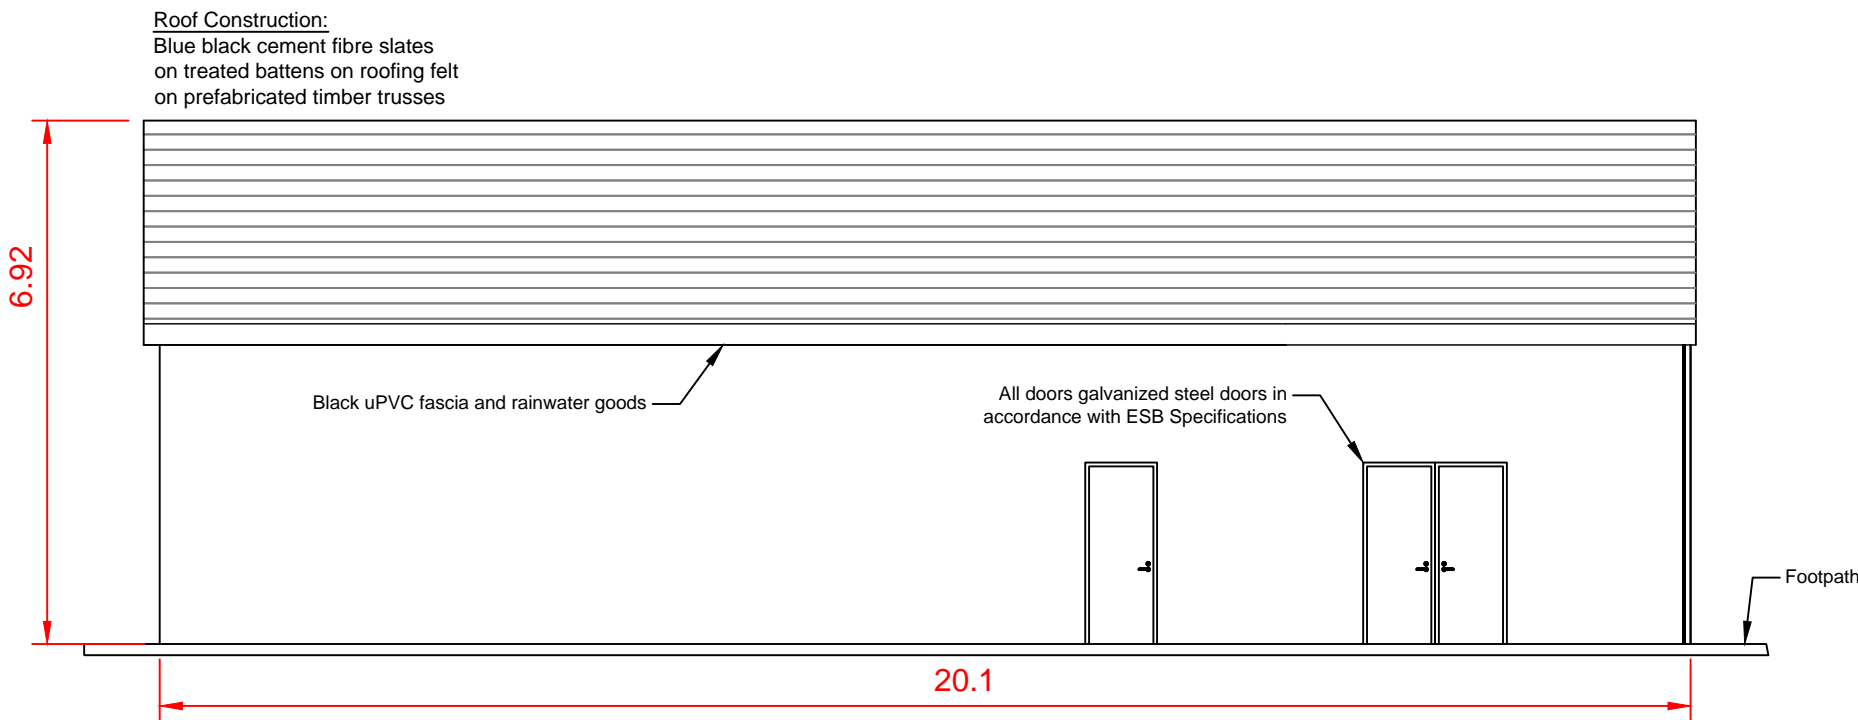 Roof Construction:
Blue black cement fibre slates
on treated battens on roofing felt
on prefabricated timber trusses
6.92
Black uPVC fascia and rainwater goods
All doors galvanized steel doors in
accordance with ESB Specifications
Footpath
20.1